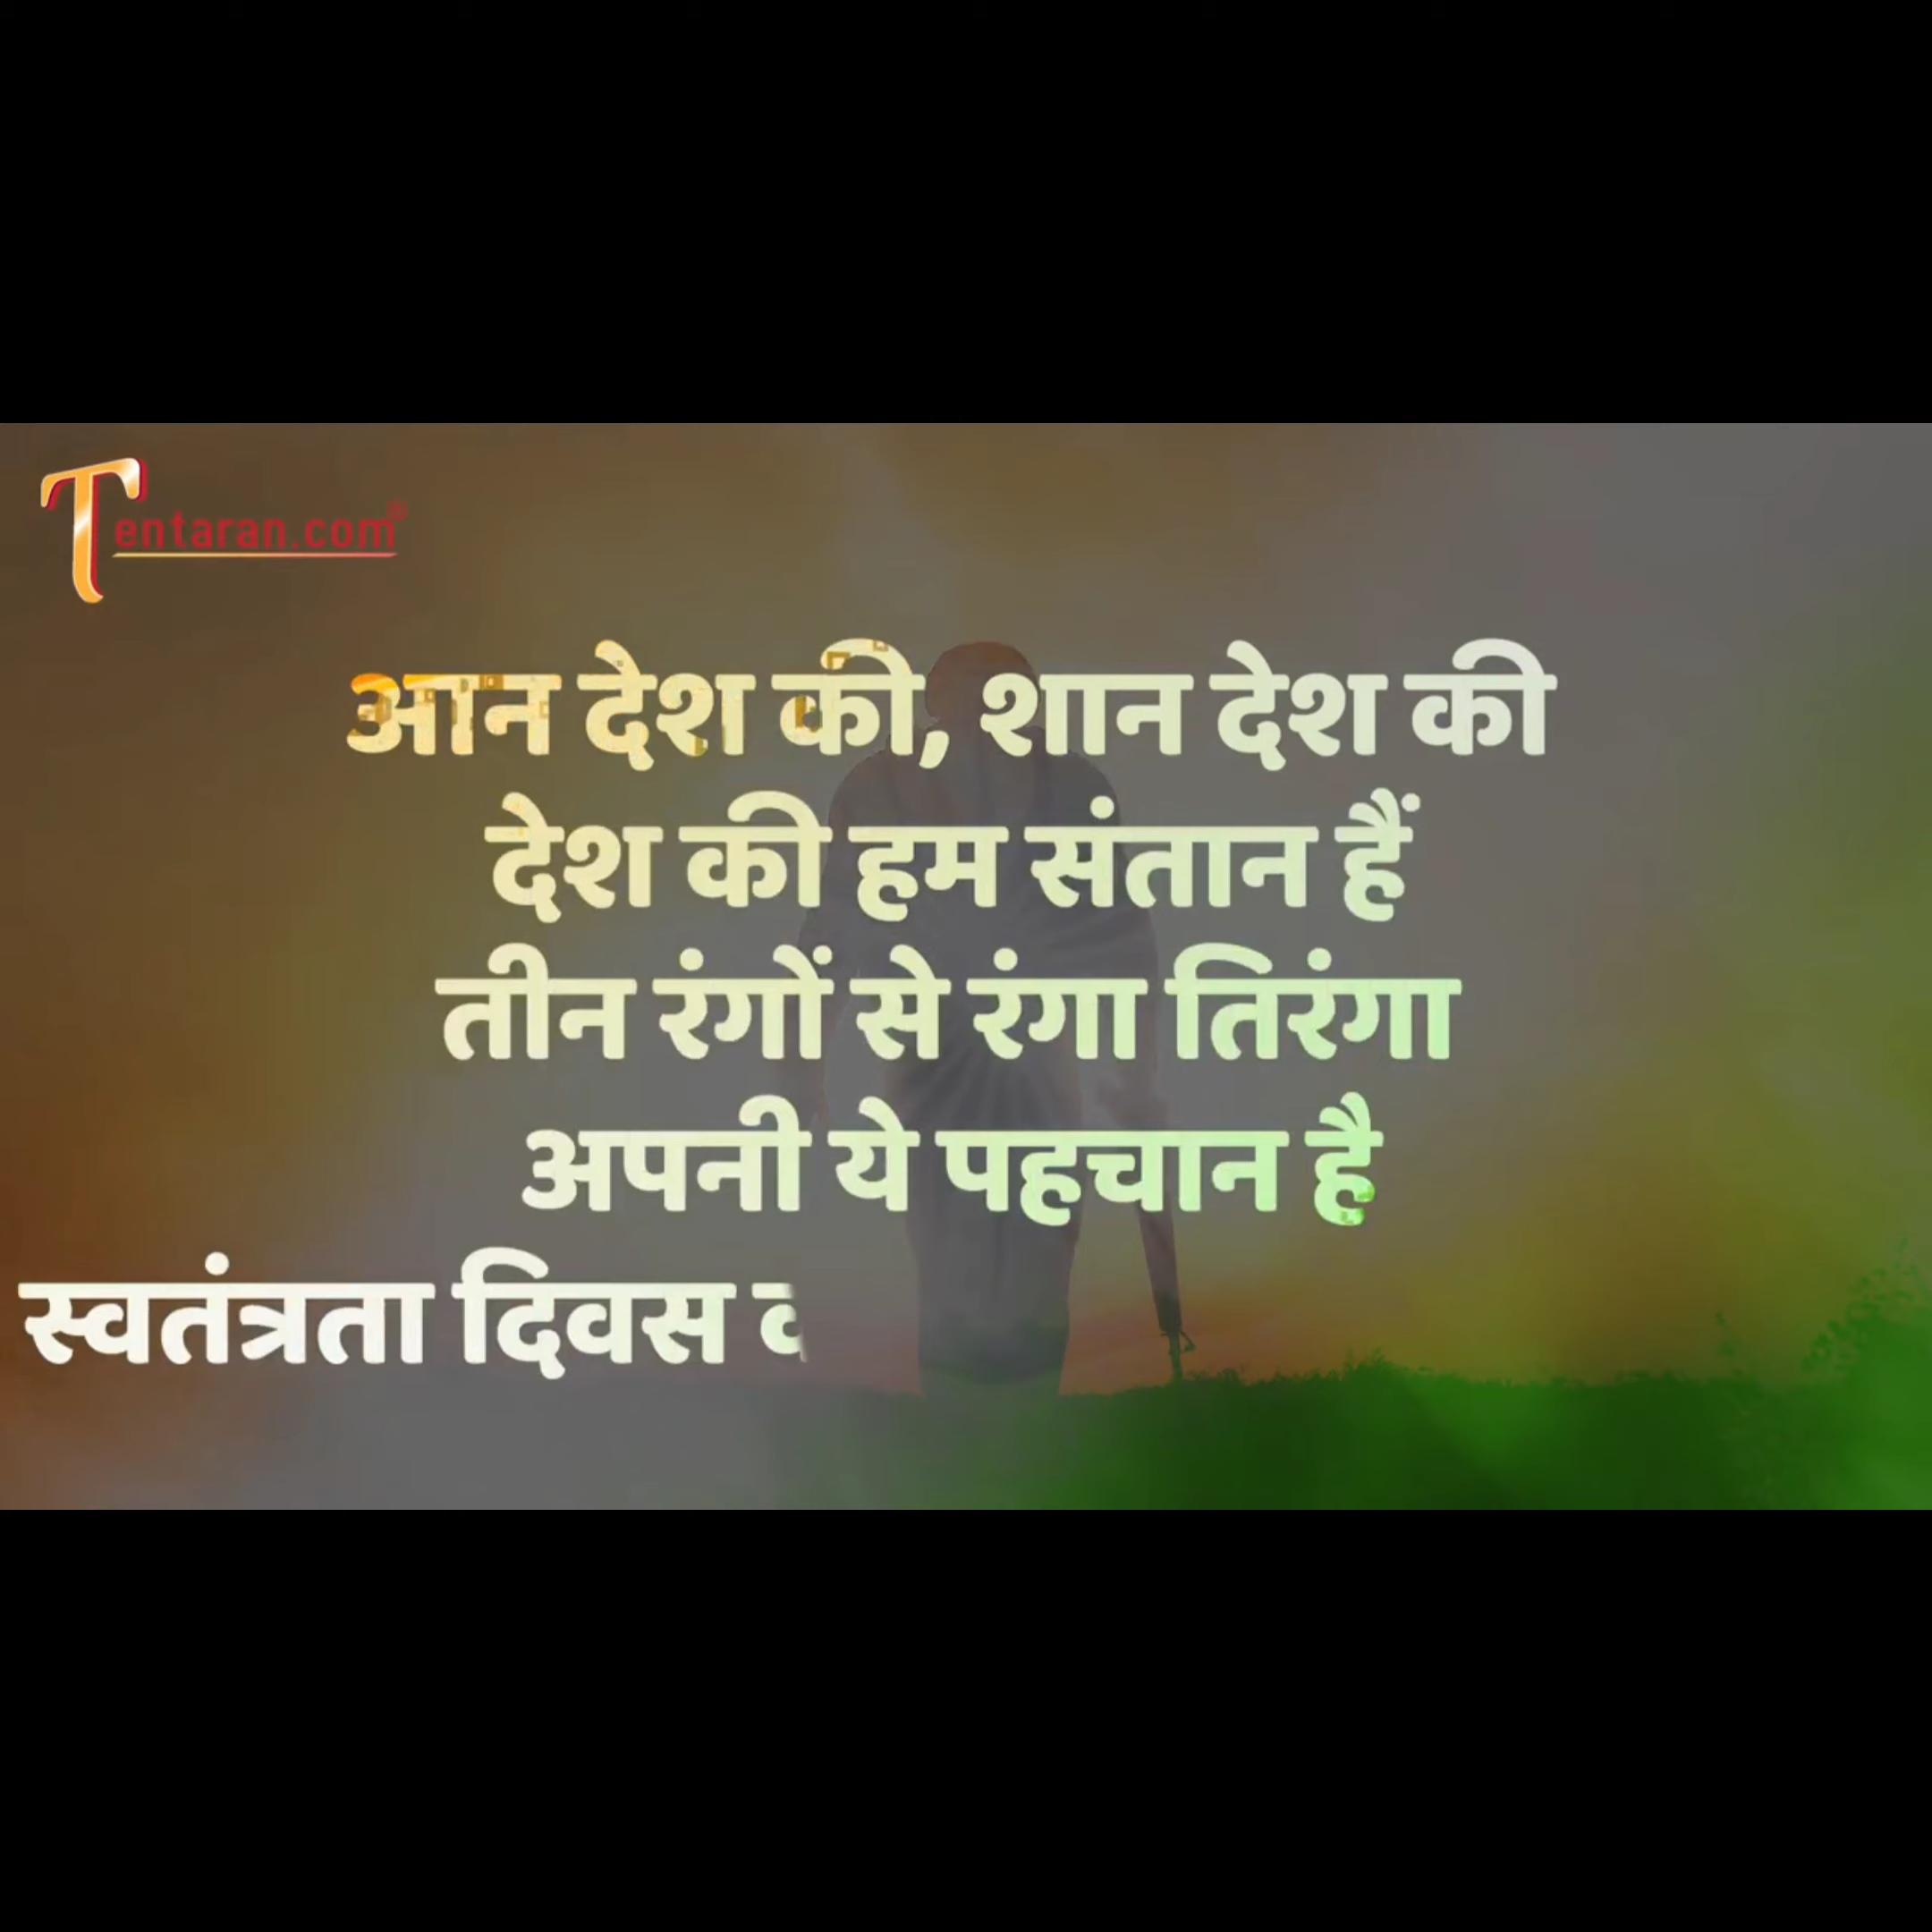 Tentaran.com®
आन देश की, शान देश की
देश की हम संतान हैं
तीन रंगों से रंगा तिरंगा
अपनी ये पहचान है
स्वतंत्रता दिवस